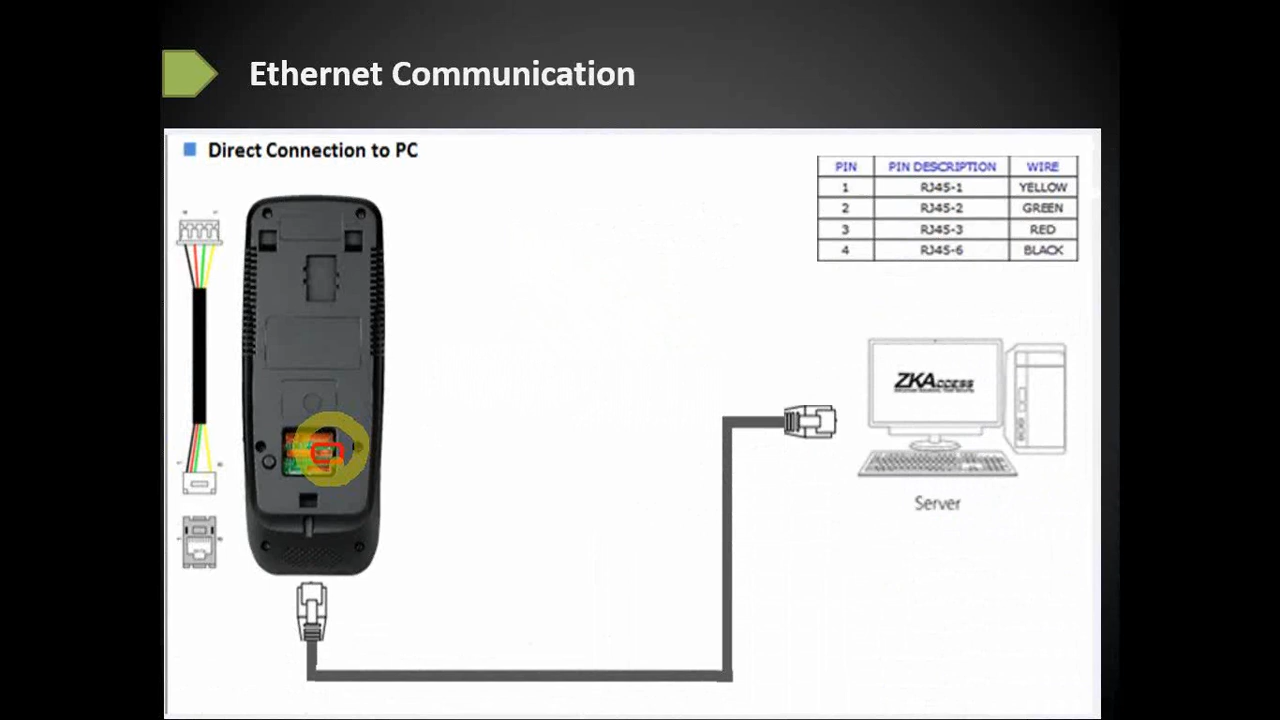 Ethernet Communication
Direct Connection to PC
PIN PIN DESCRIPTION WIRE
1 RJ45-1 YELLOW
2 RJ45-2 GREEN
3 RJ45-3 RED
4 RJ45-6 BLACK
ZKAccess
Server